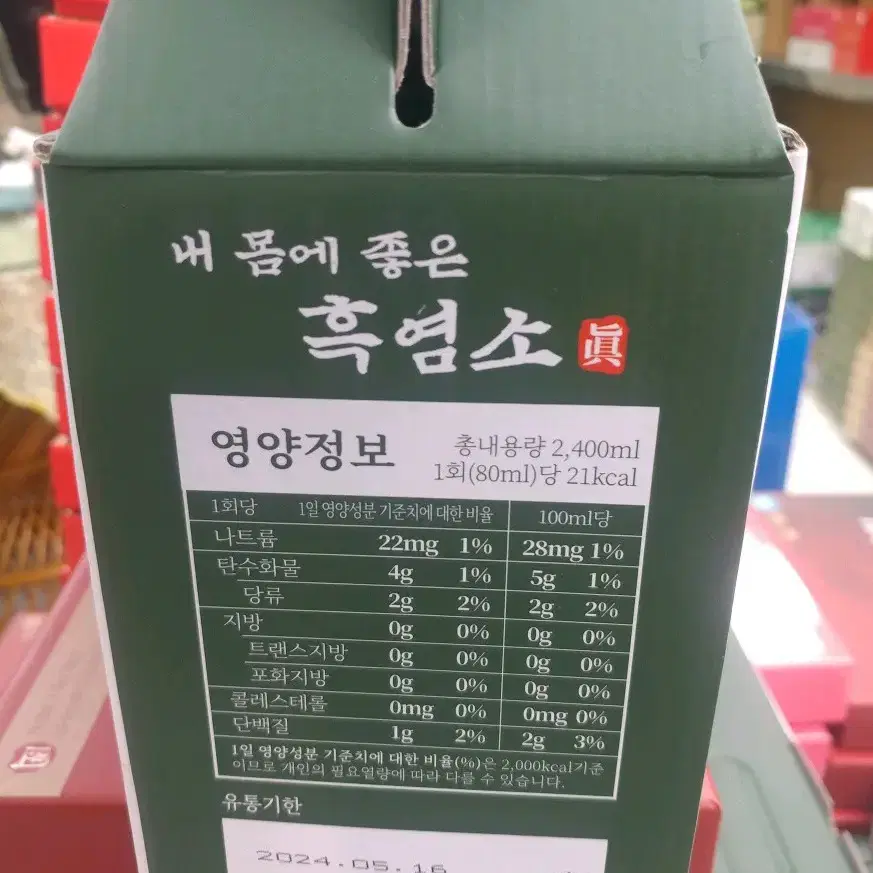 내 몸에 좋은
흑염소 眞
영양정보
총내용량 2,400ml
1회(80ml)당 21kcal
1회당 1일 영양성분 기준치에 대한 비율 100ml당
나트륨 22mg 1% 28mg 1%
탄수화물 4g 1% 5g 1%
당류 2g 2% 2g 2%
지방 0g 0% 0g 0%
트랜스지방 0g 0% 0g 0%
포화지방 0g 0% 0g 0%
콜레스테롤 0mg 0% 0mg 0%
단백질 1g 2% 2g 3%
1일 영양성분 기준치에 대한 비율(%)은 2,000kcal기준
이므로 개인의 필요열량에 따라 다를 수 있습니다.
유통기한
2024.05.16